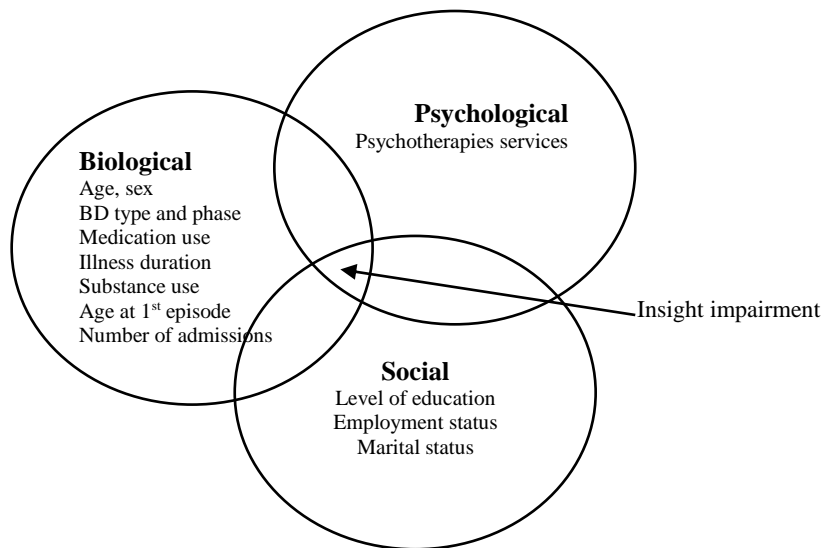 Psychological
Psychotherapies services
Biological
Age, sex
BD type and phase
Medication use
Illness duration
Substance use
Age at 1st episode
Number of admissions
Insight impairment
Social
Level of education
Employment status
Marital status